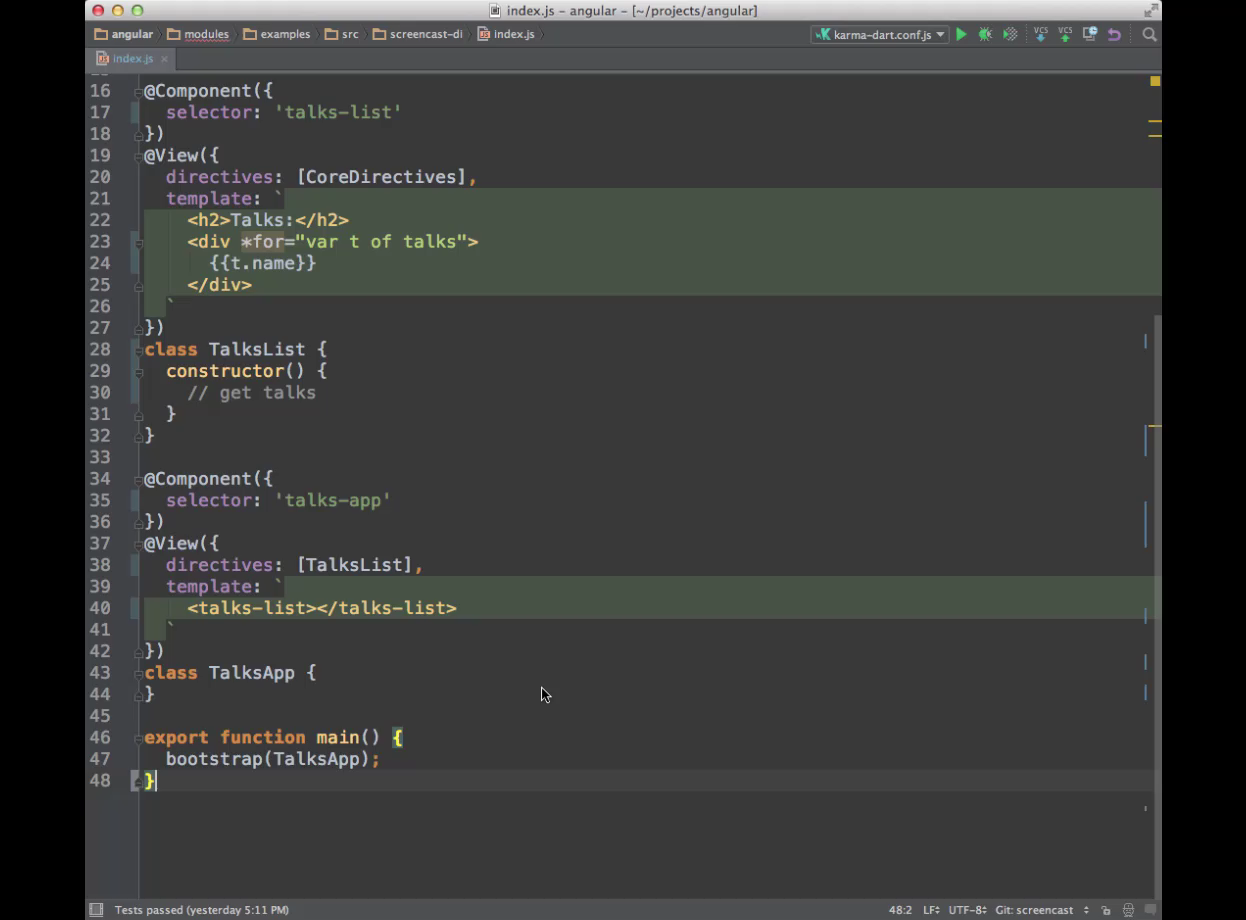 index.js - angular - [~/projects/angular]
angular modules examples src screencast-di index.js karma-dart.conf.js VCS VCS
index.js
16 @Component({
17 selector: 'talks-list'
18 })
19 @View({
20 directives: [CoreDirectives],
21 template: `
22 <h2>Talks:</h2>
23 <div *for="var t of talks">
24 {{t.name}}
25 </div>
26 `
27 })
28 class TalksList {
29 constructor() {
30 // get talks
31 }
32 }
33
34 @Component({
35 selector: 'talks-app'
36 })
37 @View({
38 directives: [TalksList],
39 template: `
40 <talks-list></talks-list>
41 `
42 })
43 class TalksApp {
44 }
45
46 export function main() {
47 bootstrap(TalksApp);
48 }
Tests passed (yesterday 5:11 PM) 48:2 LF UTF-8 Git: screencast